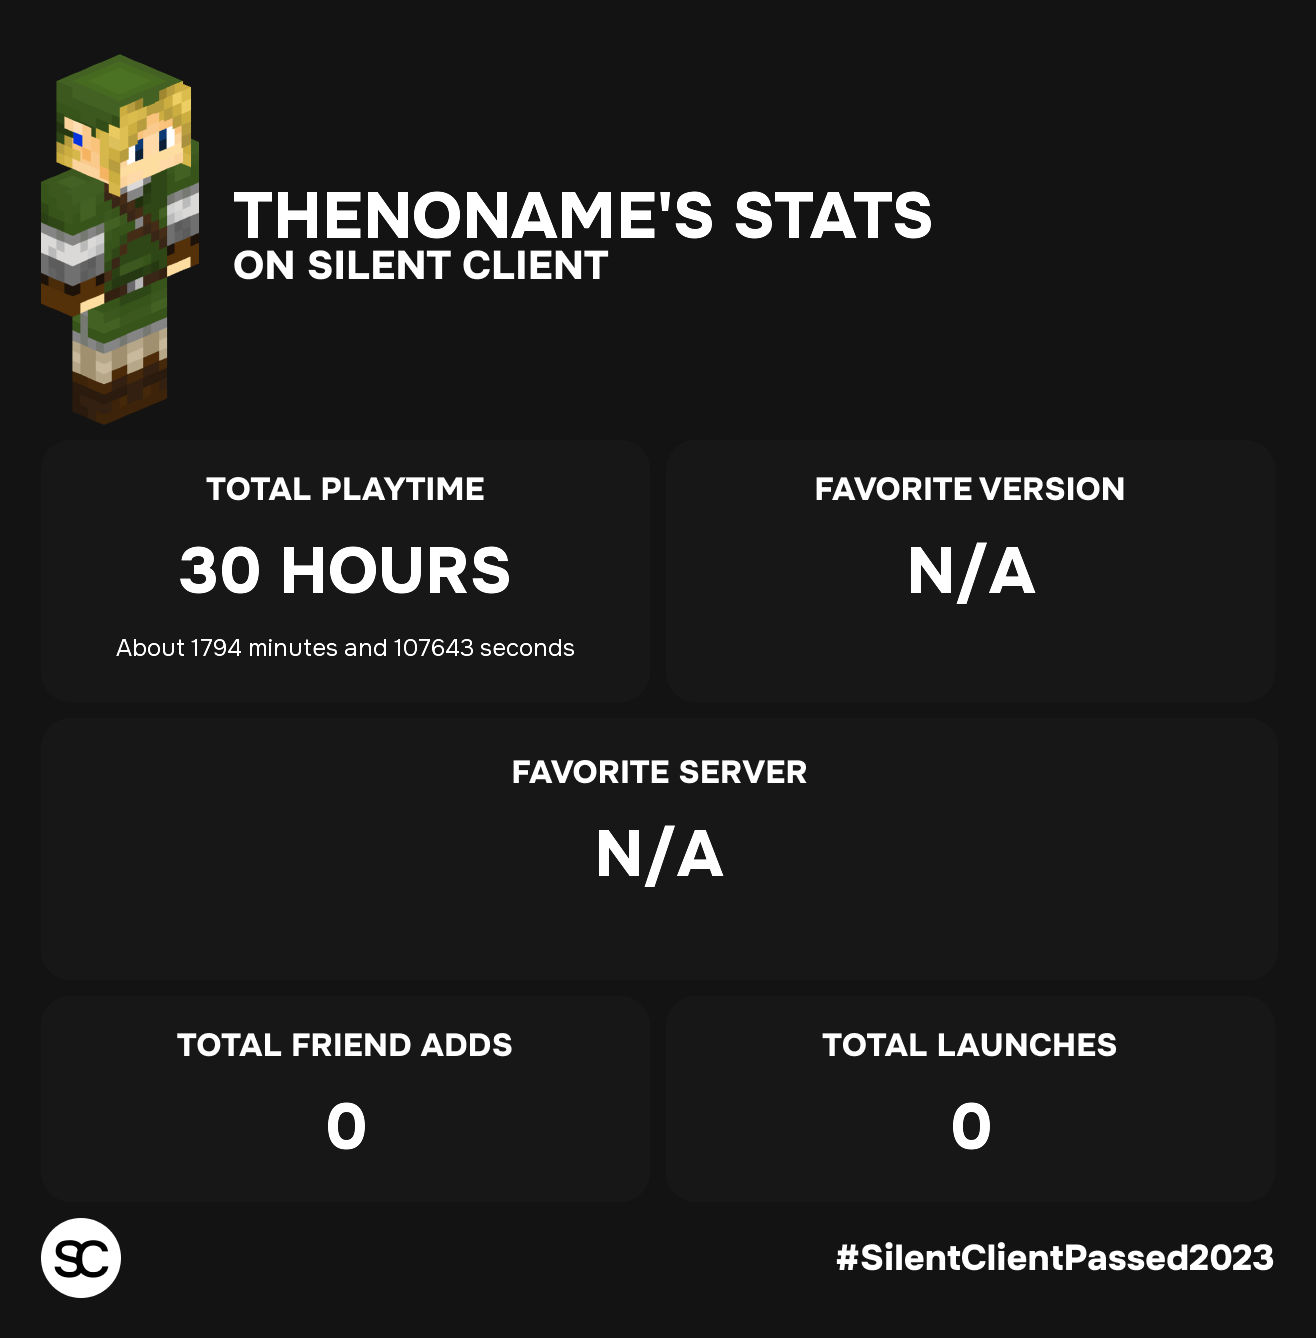 THENONAME'S STATS
ON SILENT CLIENT
TOTAL PLAYTIME
30 HOURS
About 1794 minutes and 107643 seconds
FAVORITE VERSION
N/A
FAVORITE SERVER
N/A
TOTAL FRIEND ADDS
0
TOTAL LAUNCHES
0
SC
#SilentClientPassed2023